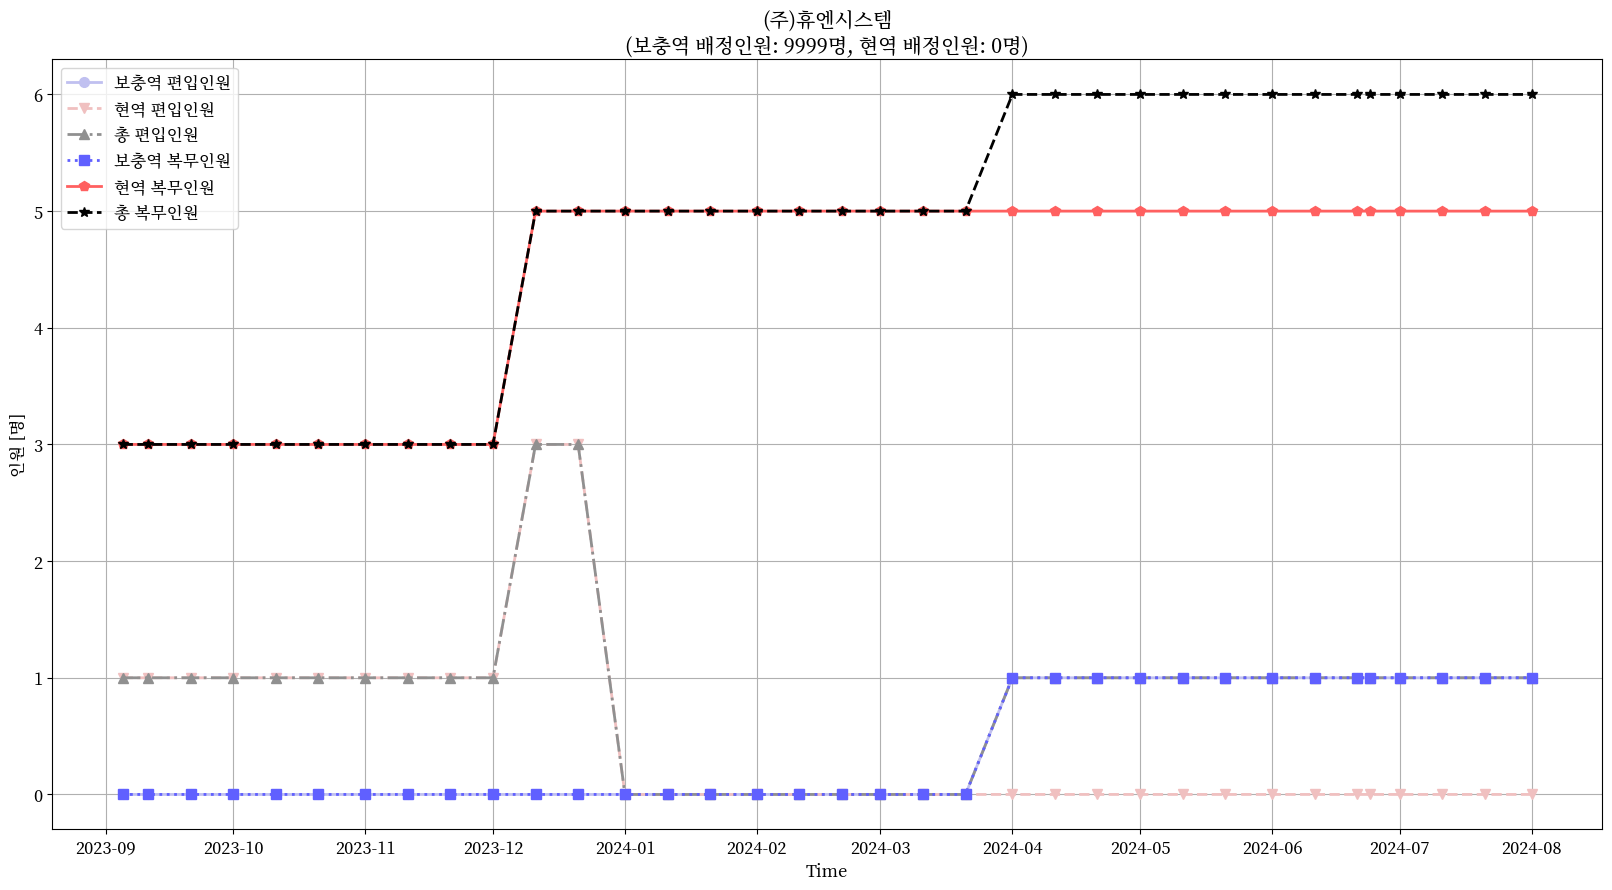 (주)휴엔시스템
(보충역 배정인원: 9999명, 현역 배정인원: 0명)
보충역 편입인원
현역 편입인원
총 편입인원
보충역 복무인원
현역 복무인원
총 복무인원
인원 [명]
6
5
4
3
2
1
0
2023-09
2023-10
2023-11
2023-12
2024-01
2024-02
2024-03
2024-04
2024-05
2024-06
2024-07
2024-08
Time